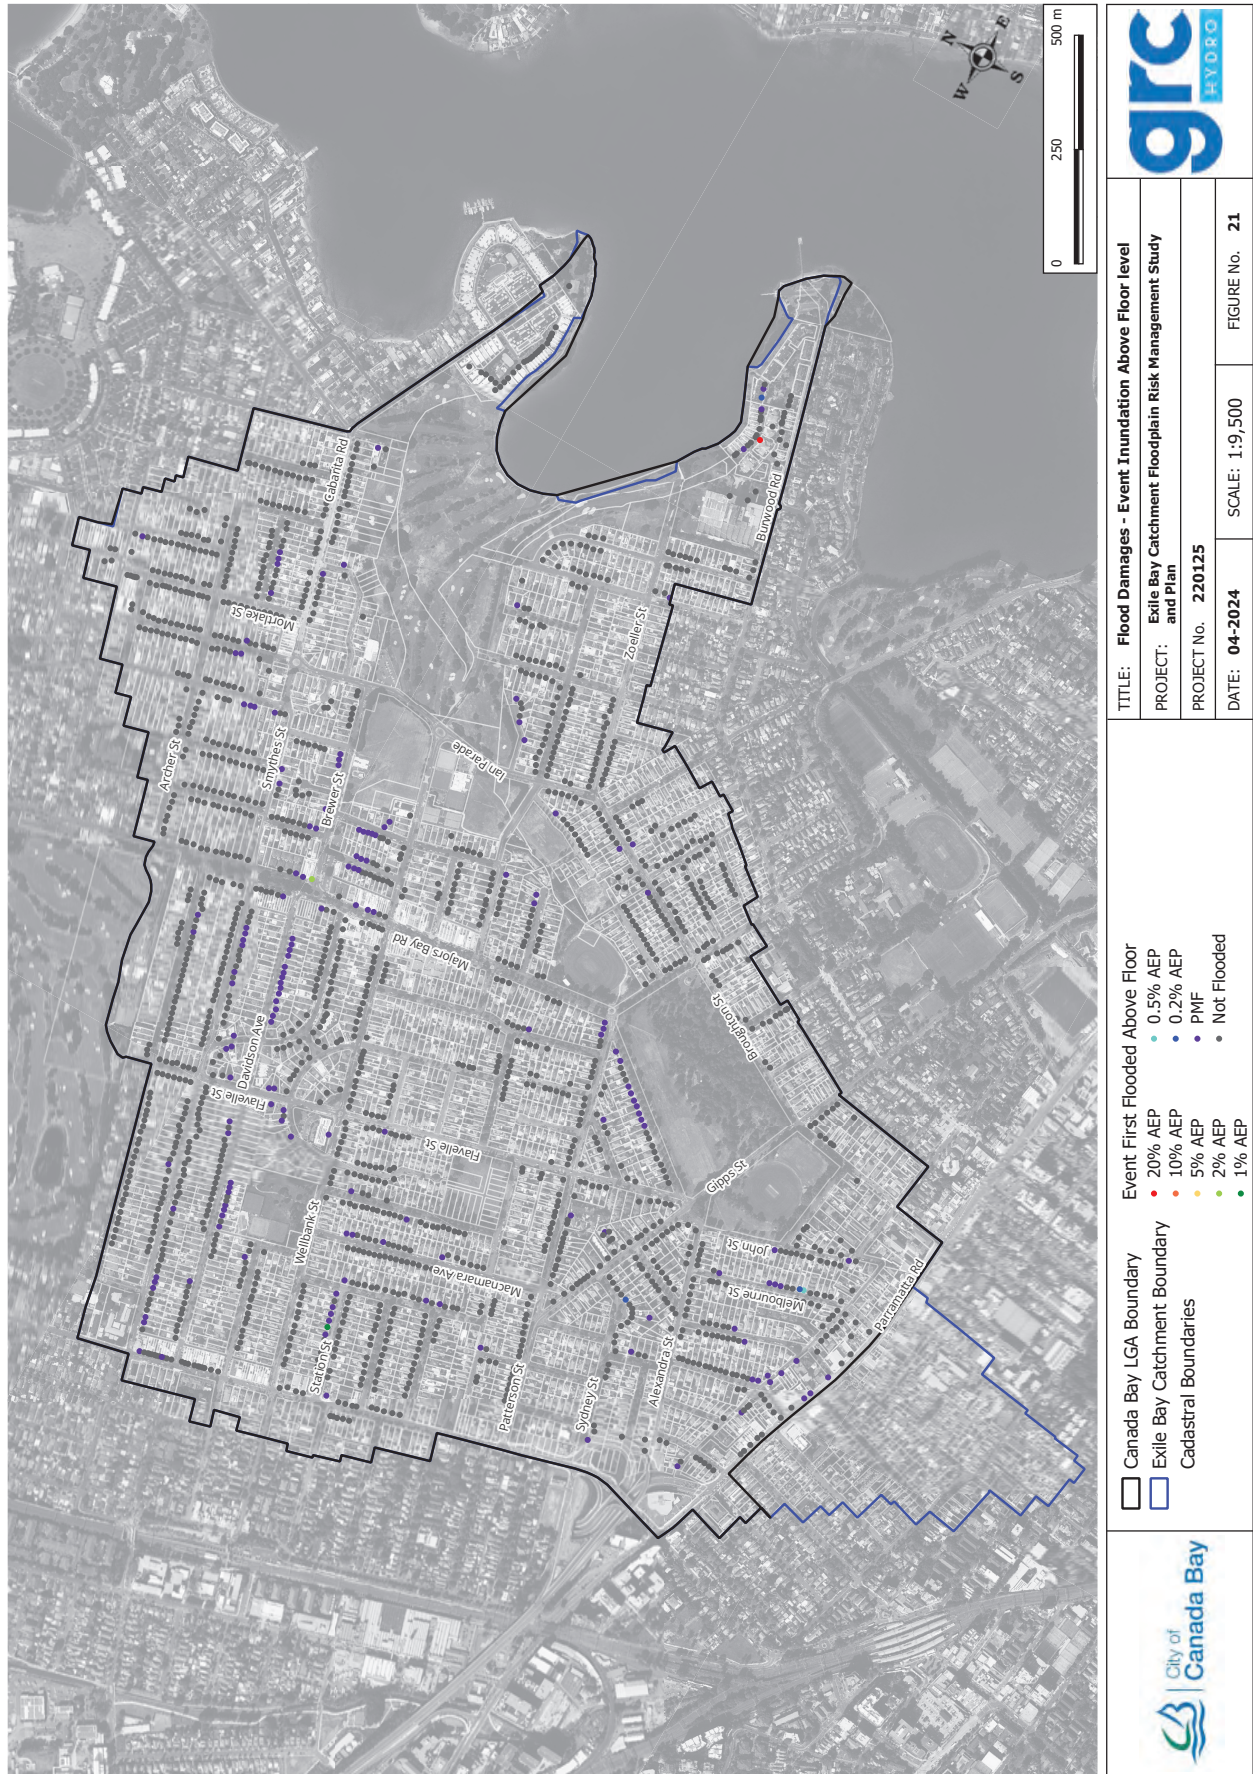 Cabarita Rd
Mortlake St
Archer St
Smythes St
Brewer St
Ian Parade
Zoeller St
Burwood Rd
Majors Bay Rd
Davidson Ave
Flavelle St
Flavelle St
Broughton St
Gipps St
Wellbank St
Macnamara Ave
John St
Melbourne St
Station St
Patterson St
Sydney St
Alexandra St
Parramatta Rd
N
E
S
W
0 250 500 m
City of
Canada Bay
Canada Bay LGA Boundary
Exile Bay Catchment Boundary
Cadastral Boundaries
Event First Flooded Above Floor
20% AEP
10% AEP
5% AEP
2% AEP
1% AEP
0.5% AEP
0.2% AEP
PMF
Not Flooded
TITLE: Flood Damages - Event Inundation Above Floor level
PROJECT: Exile Bay Catchment Floodplain Risk Management Study
and Plan
PROJECT No. 220125
DATE: 04-2024
SCALE: 1:9,500
FIGURE No. 21
grc
HYDRO